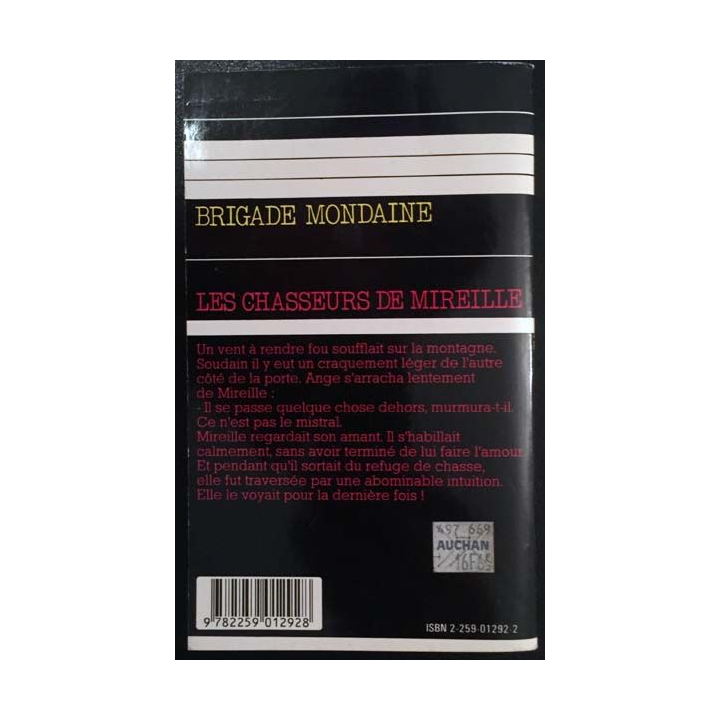 BRIGADE MONDAINE
LES CHASSEURS DE MIREILLE
Un vent à rendre fou soufflait sur la montagne.
Soudain il y eut un craquement léger de l'autre
côté de la porte. Ange s'arracha lentement
de Mireille :
- Il se passe quelque chose dehors, murmura-t-il.
Ce n'est pas le mistral.
Mireille regardait son amant. Il s'habillait
calmement, sans avoir terminé de lui faire l'amour.
Et pendant qu'il sortait du refuge de chasse,
elle fut traversée par une abominable intuition.
Elle le voyait pour la dernière fois !
497 669
AUCHAN
9 782259 012928
ISBN 2-259-01292-2